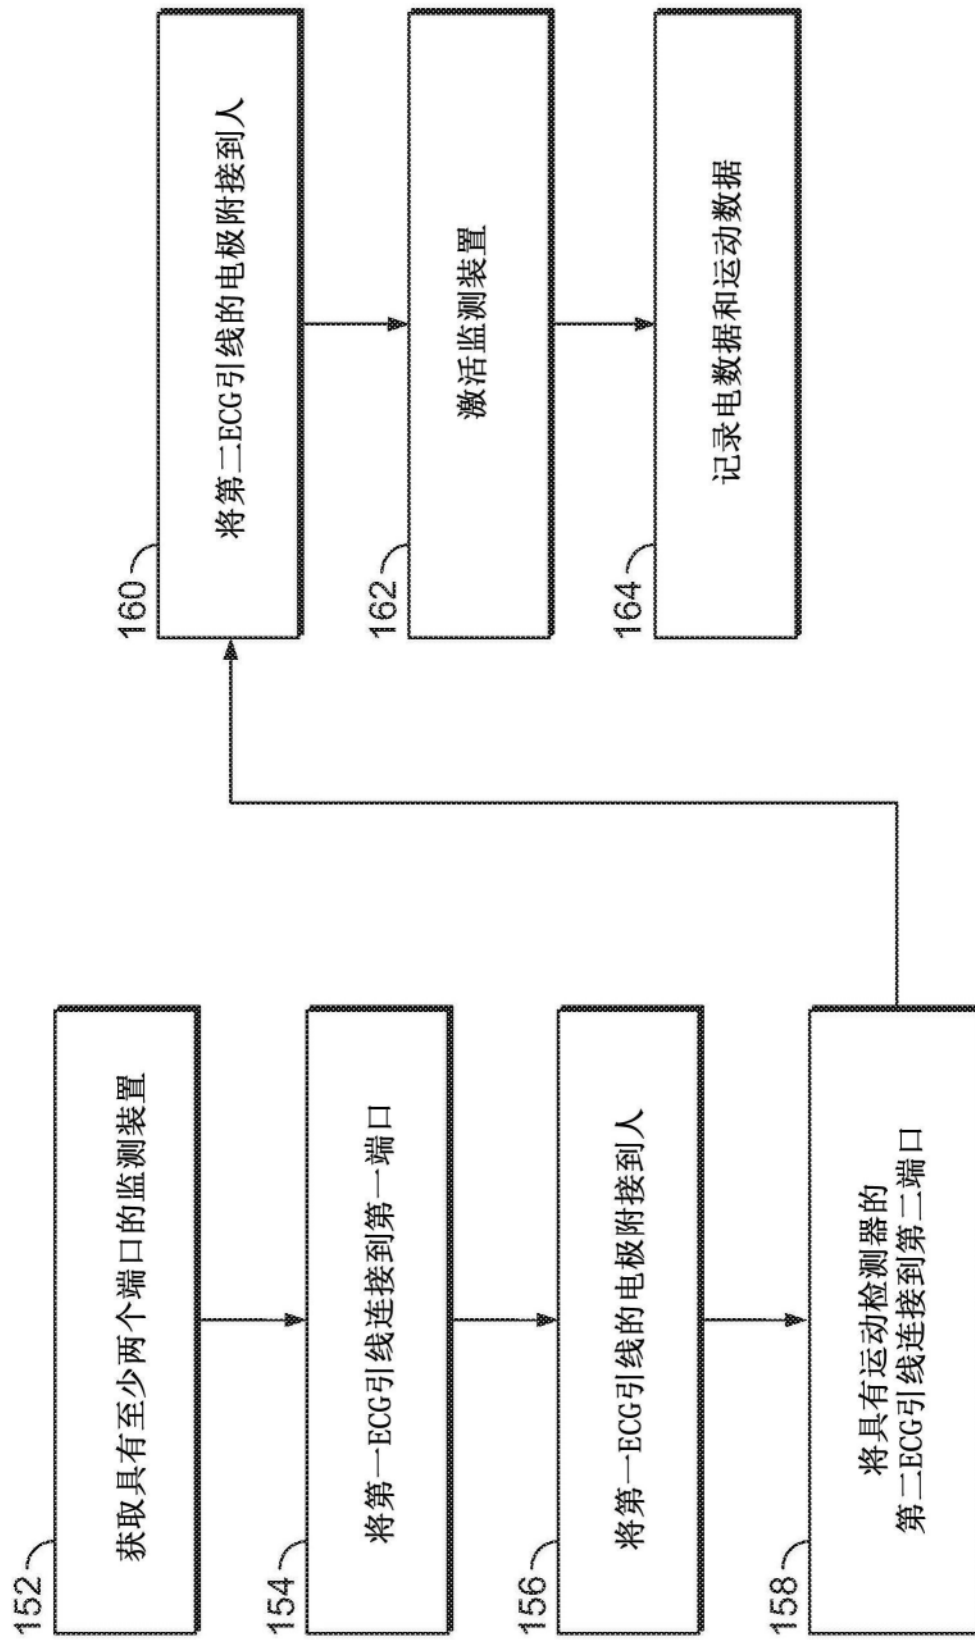 152
获取具有至少两个端口的监测装置
154
将第一ECG引线连接到第一端口
156
将第一ECG引线的电极附接到人
158
将具有运动检测器的
第二ECG引线连接到第二端口
160
将第二ECG引线的电极附接到人
162
激活监测装置
164
记录电数据和运动数据